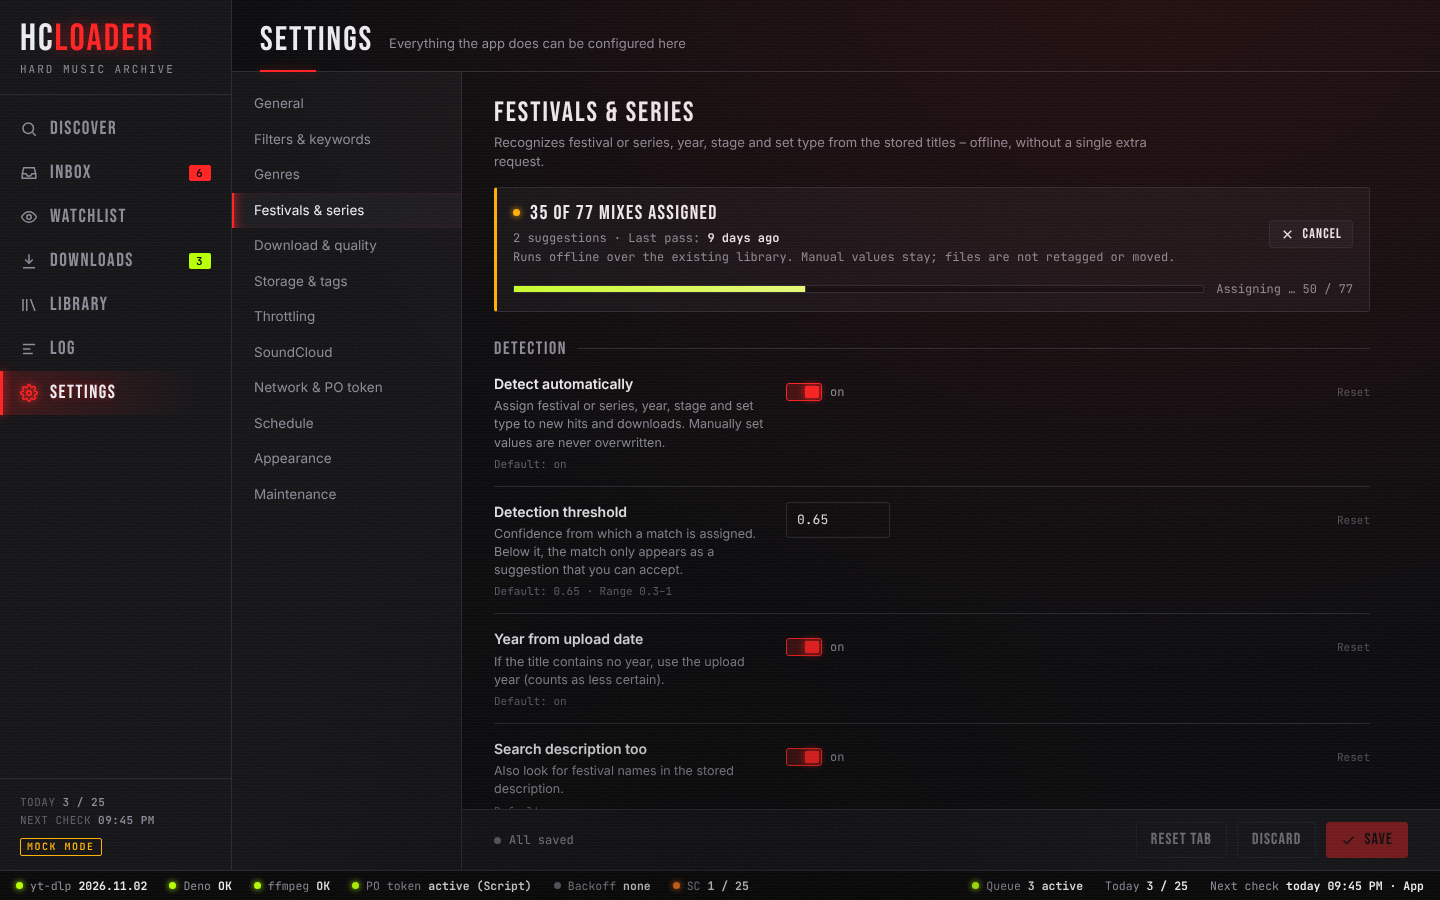 HCLOADER
HARD MUSIC ARCHIVE
DISCOVER
INBOX 6
WATCHLIST
DOWNLOADS 3
LIBRARY
LOG
SETTINGS
TODAY 3 / 25
NEXT CHECK 09:45 PM
MOCK MODE
SETTINGS Everything the app does can be configured here
General
Filters & keywords
Genres
Festivals & series
Download & quality
Storage & tags
Throttling
SoundCloud
Network & PO token
Schedule
Appearance
Maintenance
FESTIVALS & SERIES
Recognizes festival or series, year, stage and set type from the stored titles – offline, without a single extra
request.
35 OF 77 MIXES ASSIGNED
2 suggestions · Last pass: 9 days ago
Runs offline over the existing library. Manual values stay; files are not retagged or moved.
CANCEL
Assigning … 50 / 77
DETECTION
Detect automatically
on
Reset
Assign festival or series, year, stage and set
type to new hits and downloads. Manually set
values are never overwritten.
Default: on
Detection threshold
0.65
Reset
Confidence from which a match is assigned.
Below it, the match only appears as a
suggestion that you can accept.
Default: 0.65 · Range 0.3–1
Year from upload date
on
Reset
If the title contains no year, use the upload
year (counts as less certain).
Default: on
Search description too
on
Reset
Also look for festival names in the stored
description.
All saved
RESET TAB
DISCARD
SAVE
yt-dlp 2026.11.02 Deno OK ffmpeg OK PO token active (Script) Backoff none SC 1 / 25 Queue 3 active Today 3 / 25 Next check today 09:45 PM · App